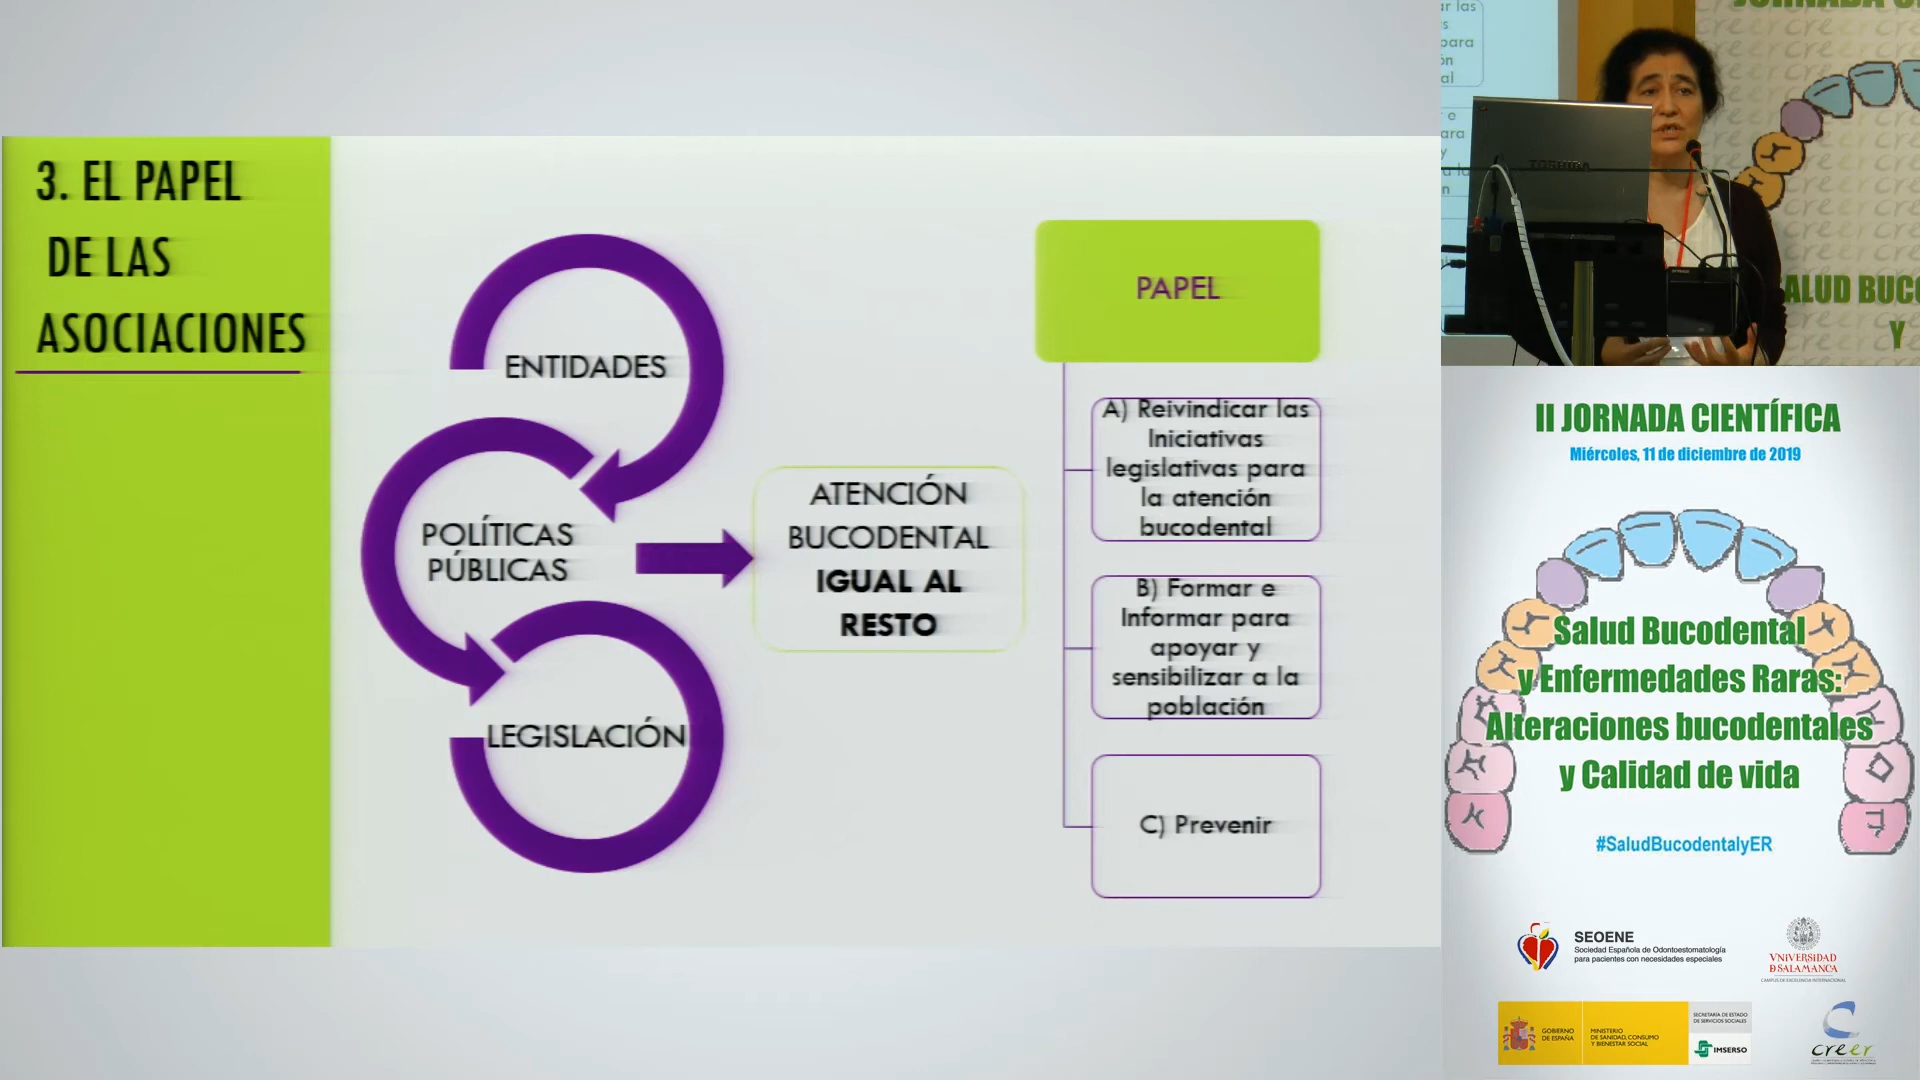 3. EL PAPEL
DE LAS
ASOCIACIONES
ENTIDADES
POLÍTICAS
PÚBLICAS
LEGISLACIÓN
ATENCIÓN
BUCODENTAL
IGUAL AL
RESTO
PAPEL
A) Reivindicar las
Iniciativas
legislativas para
la atención
bucodental
B) Formar e
Informar para
apoyar y
sensibilizar a la
población
C) Prevenir
TOSHIBA
ALUD BUCO
Y
II JORNADA CIENTÍFICA
Miércoles, 11 de diciembre de 2019
Salud Bucodental
y Enfermedades Raras:
Alteraciones bucodentales
y Calidad de vida
#SaludBucodentalyER
SEOENE
Sociedad Española de Odontoestomatología
para pacientes con necesidades especiales
VNiVERSiDAD
D SALAMANCA
CAMPUS DE EXCELENCIA INTERNACIONAL
GOBIERNO
DE ESPAÑA
MINISTERIO
DE SANIDAD, CONSUMO
Y BIENESTAR SOCIAL
SECRETARÍA DE ESTADO
DE SERVICIOS SOCIALES
IMSERSO
creer